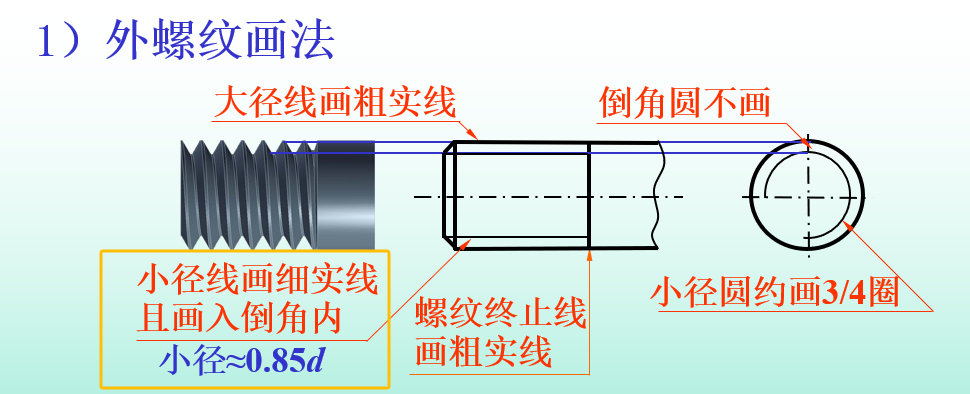 1）外螺纹画法
大径线画粗实线
倒角圆不画
小径线画细实线
且画入倒角内
小径≈0.85d
螺纹终止线
画粗实线
小径圆约画3/4圈